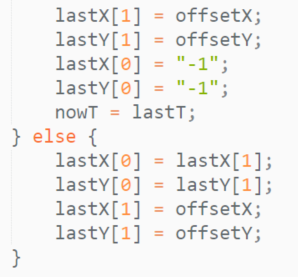 lastX[1] = offsetX;
lastY[1] = offsetY;
lastX[0] = "-1";
lastY[0] = "-1";
nowT = lastT;
} else {
lastX[0] = lastX[1];
lastY[0] = lastY[1];
lastX[1] = offsetX;
lastY[1] = offsetY;
}